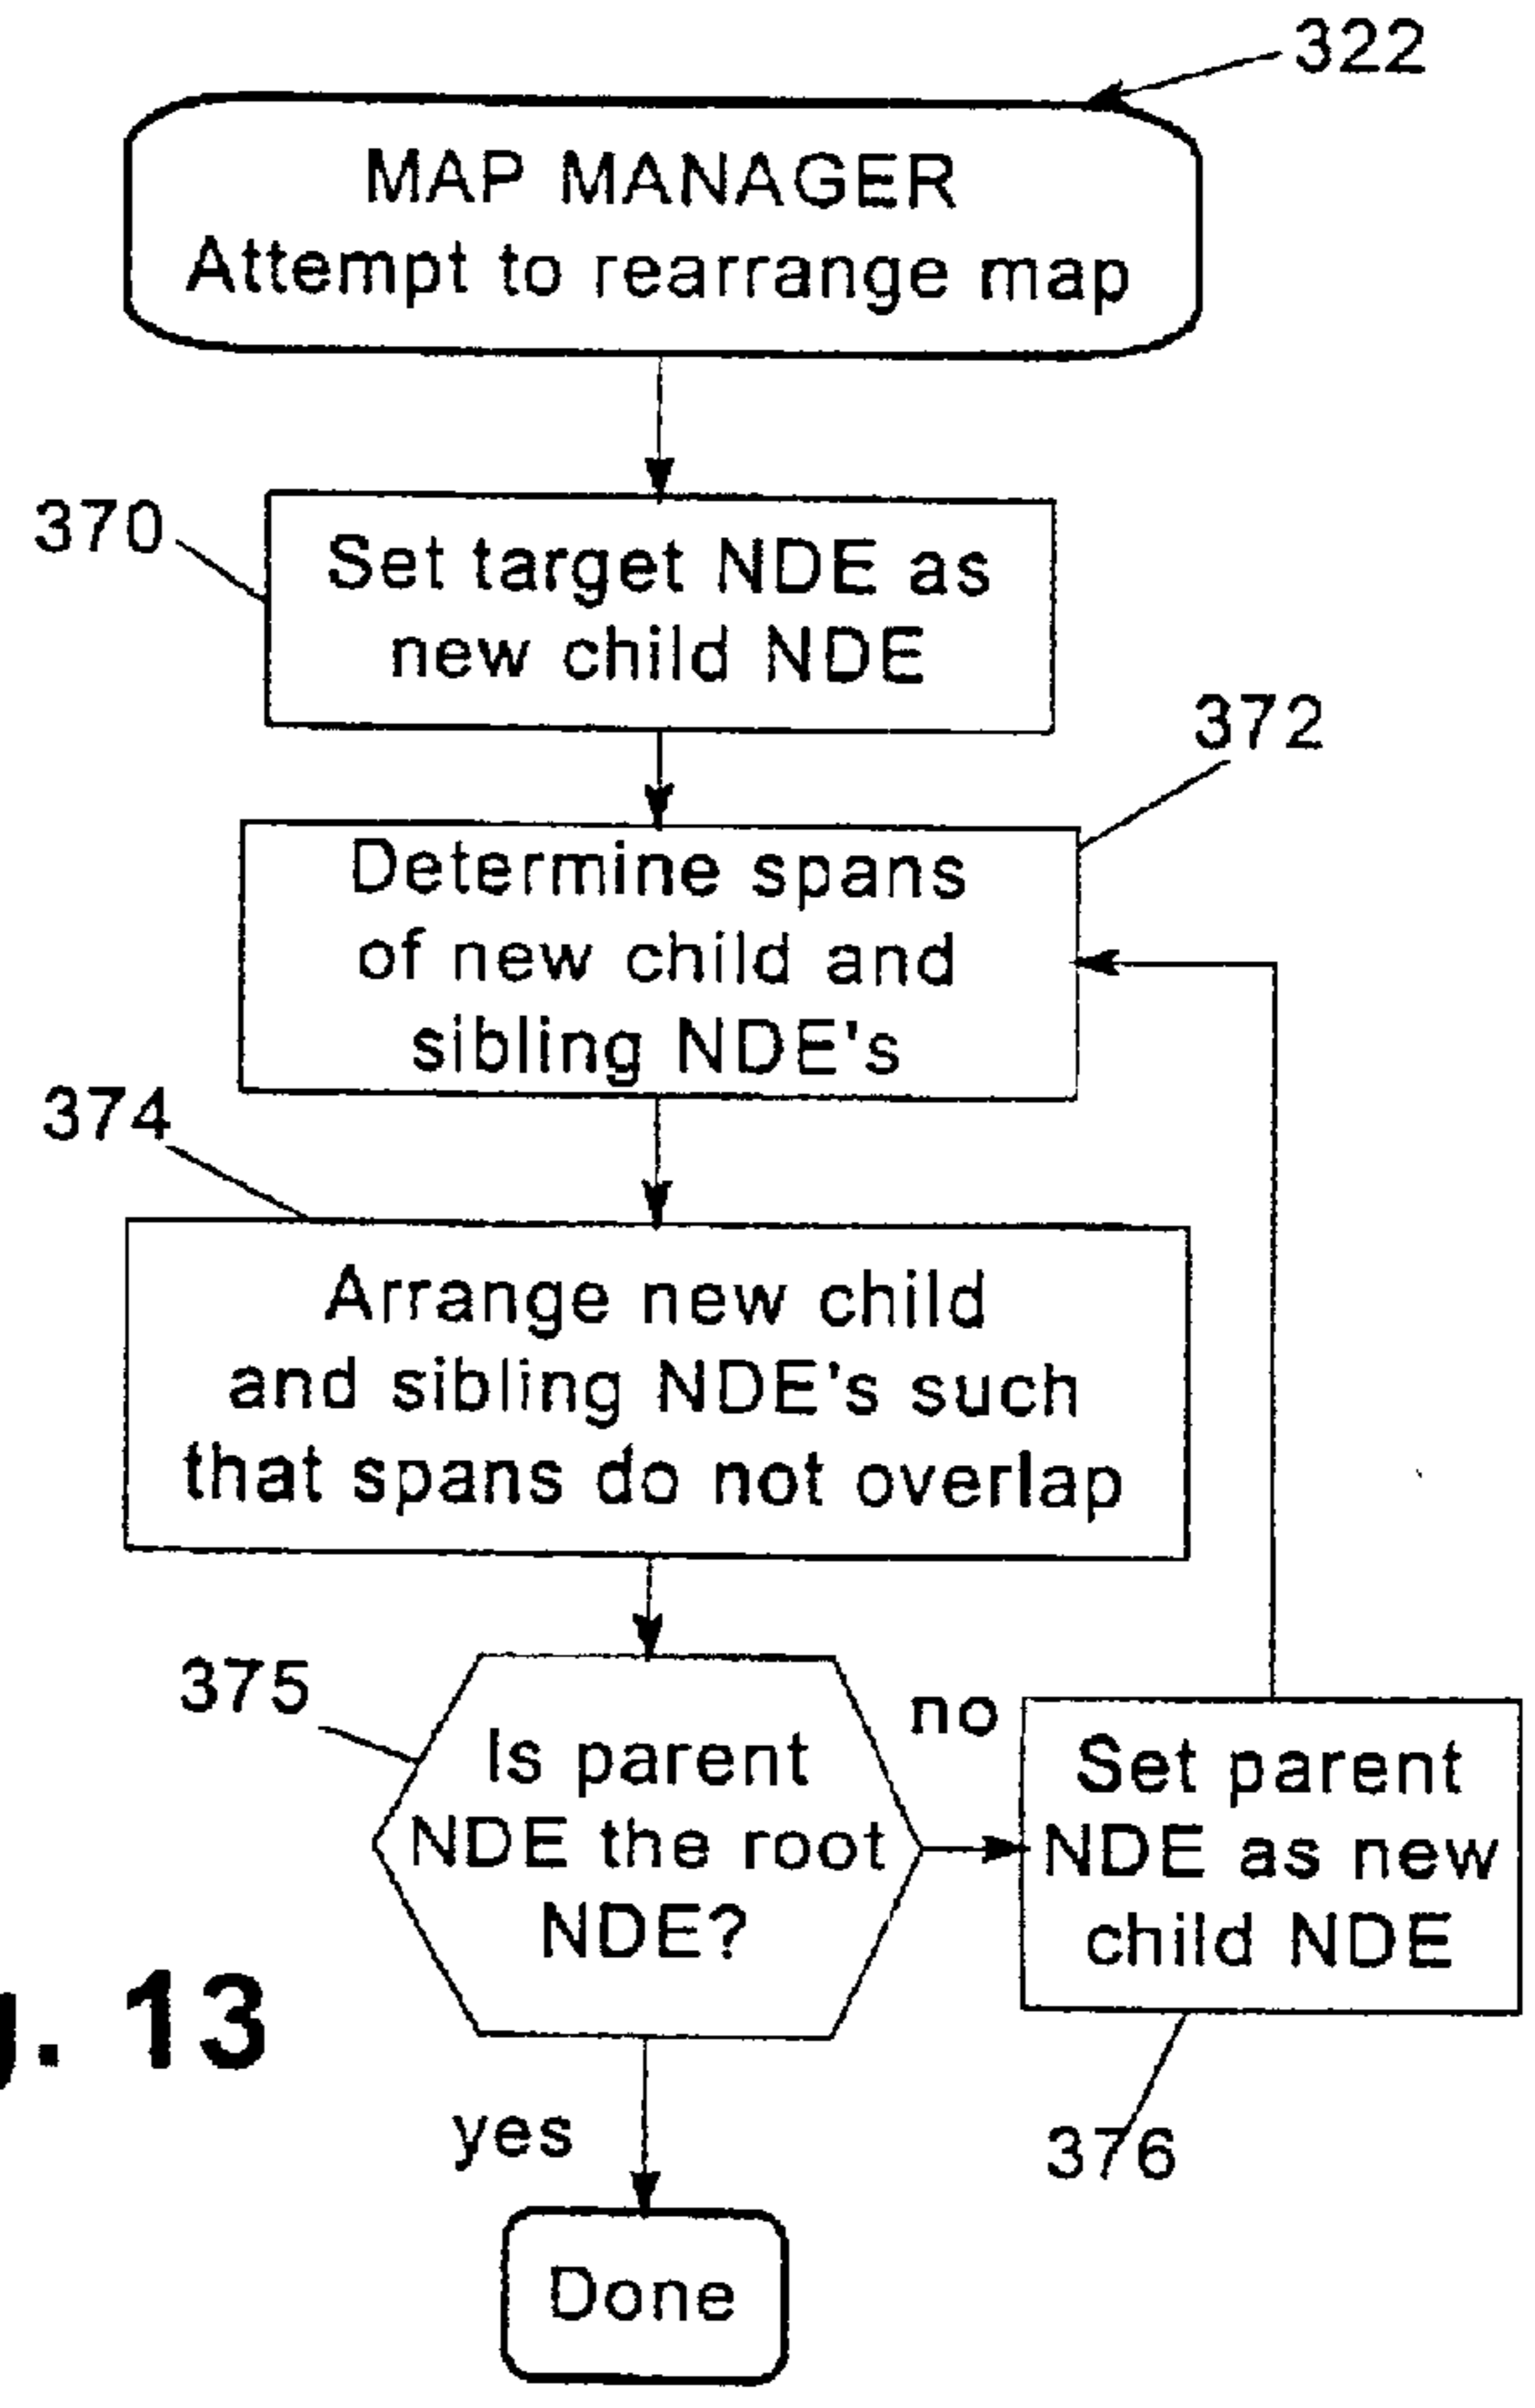 322
MAP MANAGER
Attempt to rearrange map
370
Set target NDE as
new child NDE
372
Determine spans
of new child and
sibling NDE's
374
Arrange new child
and sibling NDE's such
that spans do not overlap
375
Is parent
NDE the root
NDE?
no
Set parent
NDE as new
child NDE
376
g. 13
yes
Done